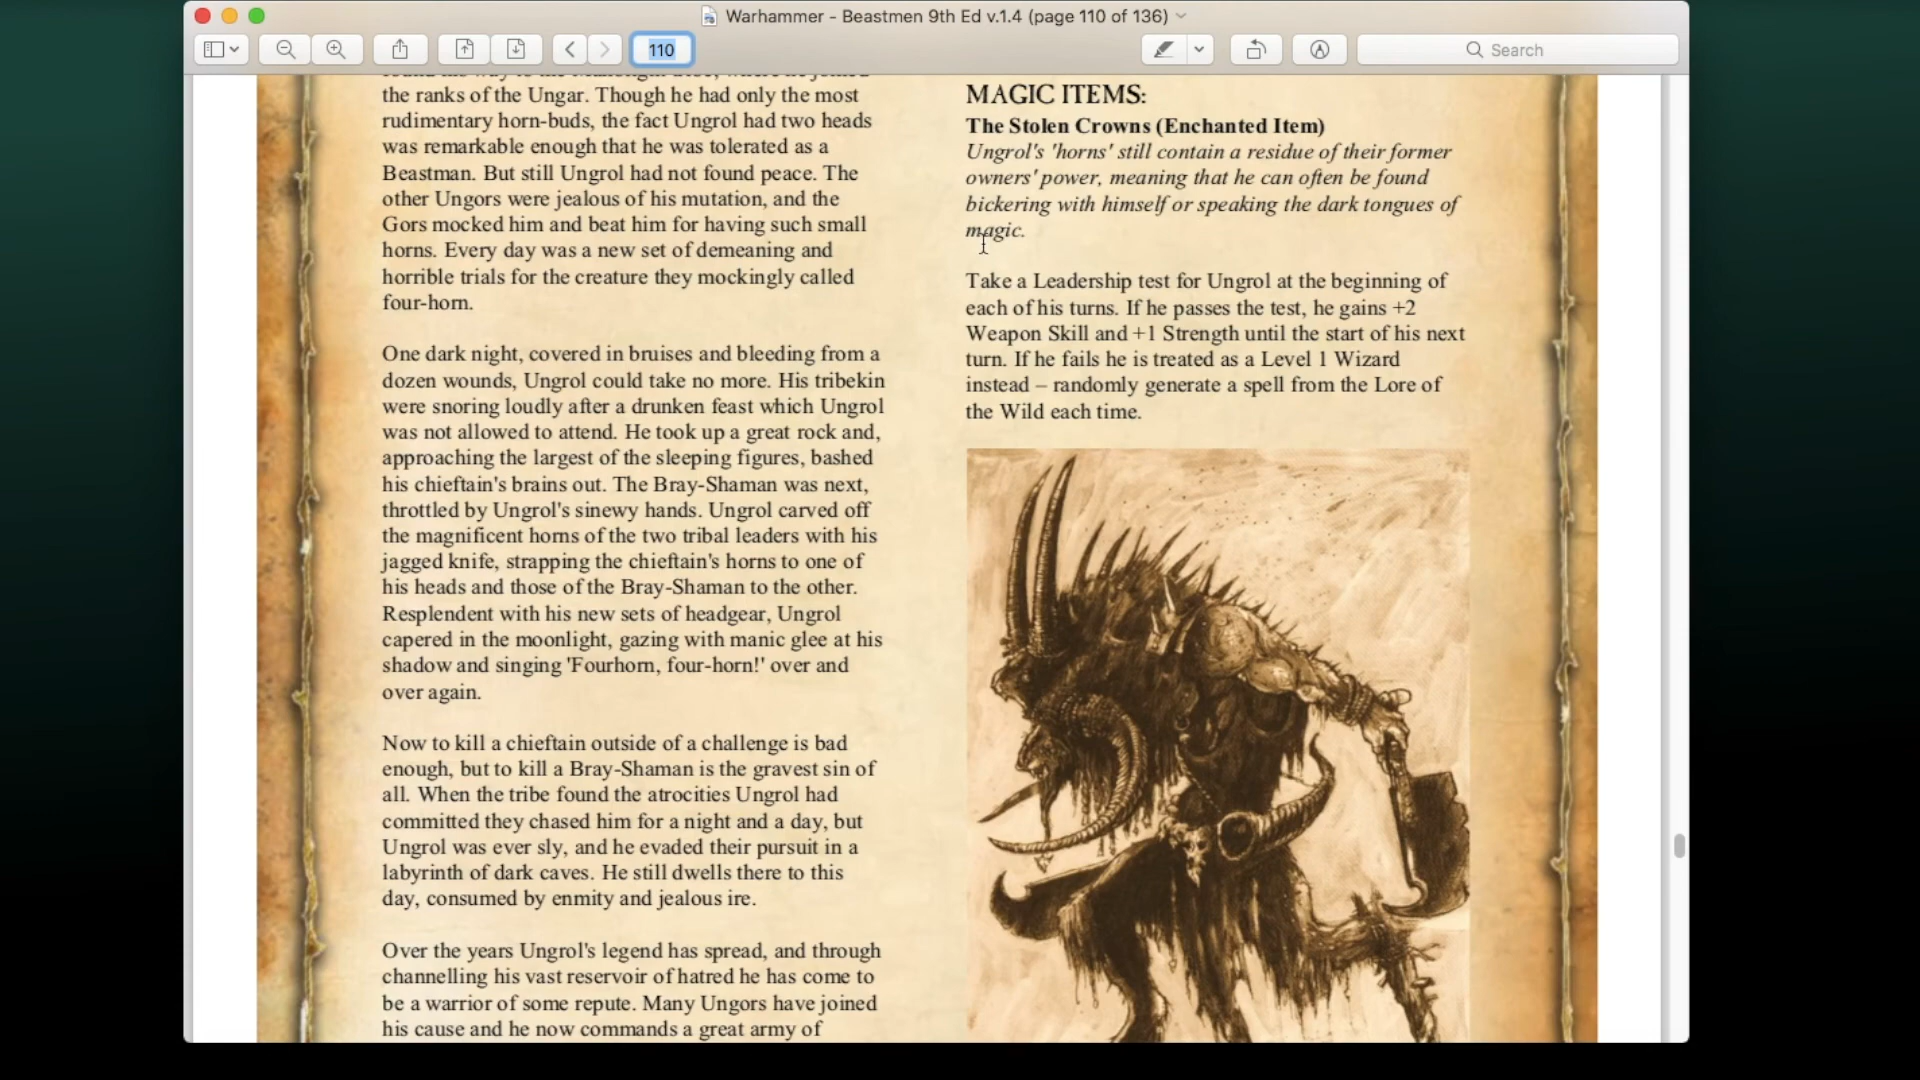 Warhammer - Beastmen 9th Ed v.1.4 (page 110 of 136)
110
Search
the ranks of the Ungar. Though he had only the most
rudimentary horn-buds, the fact Ungrol had two heads
was remarkable enough that he was tolerated as a
Beastman. But still Ungrol had not found peace. The
other Ungors were jealous of his mutation, and the
Gors mocked him and beat him for having such small
horns. Every day was a new set of demeaning and
horrible trials for the creature they mockingly called
four-horn.
One dark night, covered in bruises and bleeding from a
dozen wounds, Ungrol could take no more. His tribekin
were snoring loudly after a drunken feast which Ungrol
was not allowed to attend. He took up a great rock and,
approaching the largest of the sleeping figures, bashed
his chieftain's brains out. The Bray-Shaman was next,
throttled by Ungrol's sinewy hands. Ungrol carved off
the magnificent horns of the two tribal leaders with his
jagged knife, strapping the chieftain's horns to one of
his heads and those of the Bray-Shaman to the other.
Resplendent with his new sets of headgear, Ungrol
capered in the moonlight, gazing with manic glee at his
shadow and singing 'Fourhorn, four-horn!' over and
over again.
Now to kill a chieftain outside of a challenge is bad
enough, but to kill a Bray-Shaman is the gravest sin of
all. When the tribe found the atrocities Ungrol had
committed they chased him for a night and a day, but
Ungrol was ever sly, and he evaded their pursuit in a
labyrinth of dark caves. He still dwells there to this
day, consumed by enmity and jealous ire.
Over the years Ungrol's legend has spread, and through
channelling his vast reservoir of hatred he has come to
be a warrior of some repute. Many Ungors have joined
his cause and he now commands a great army of
MAGIC ITEMS:
The Stolen Crowns (Enchanted Item)
Ungrol's 'horns' still contain a residue of their former
owners' power, meaning that he can often be found
bickering with himself or speaking the dark tongues of
magic.
Take a Leadership test for Ungrol at the beginning of
each of his turns. If he passes the test, he gains +2
Weapon Skill and +1 Strength until the start of his next
turn. If he fails he is treated as a Level 1 Wizard
instead – randomly generate a spell from the Lore of
the Wild each time.